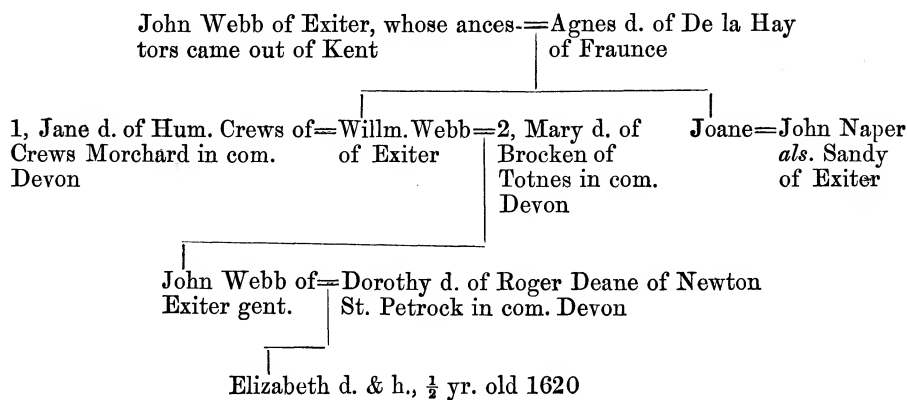 John Webb of Exiter, whose ances-=Agnes d. of De la Hay
tors came out of Kent of Fraunce
1, Jane d. of Hum. Crews of=Willm. Webb=2, Mary d. of Joane=John Naper
Crews Morchard in com. of Exiter Brocken of als. Sandy
Devon Totnes in com. of Exiter
Devon
John Webb of=Dorothy d. of Roger Deane of Newton
Exiter gent. St. Petrock in com. Devon
Elizabeth d. & h., ½ yr. old 1620